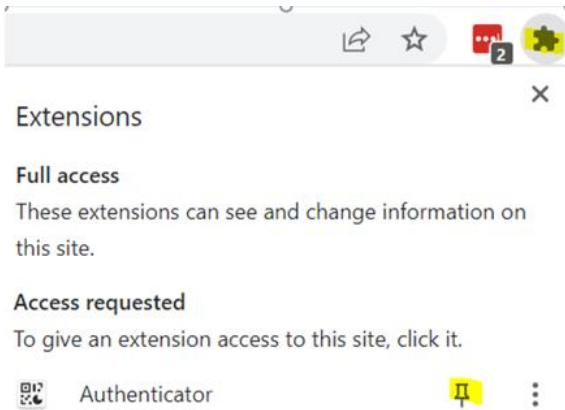 2
Extensions
Full access
These extensions can see and change information on
this site.
Access requested
To give an extension access to this site, click it.
Authenticator